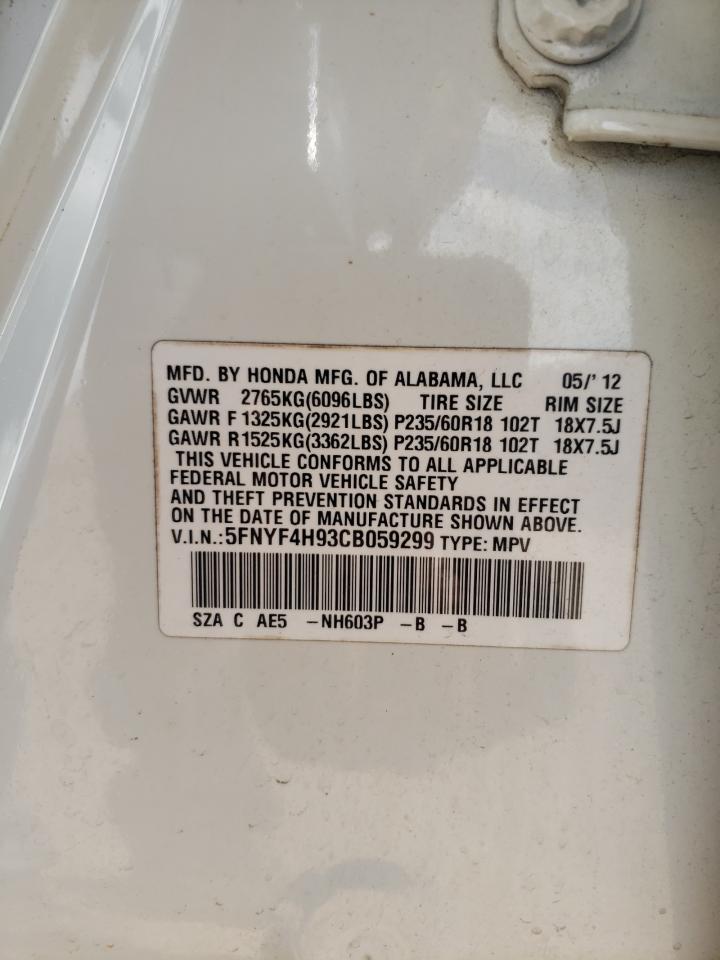 MFD. BY HONDA MFG. OF ALABAMA, LLC 05/'12
GVWR 2765KG(6096LBS) TIRE SIZE RIM SIZE
GAWR F 1325KG(2921LBS) P235/60R18 102T 18X7.5J
GAWR R1525KG(3362LBS) P235/60R18 102T 18X7.5J
THIS VEHICLE CONFORMS TO ALL APPLICABLE
FEDERAL MOTOR VEHICLE SAFETY
AND THEFT PREVENTION STANDARDS IN EFFECT
ON THE DATE OF MANUFACTURE SHOWN ABOVE.
V.I.N.:5FNYF4H93CB059299 TYPE: MPV
SZA C AE5 -NH603P -B -B